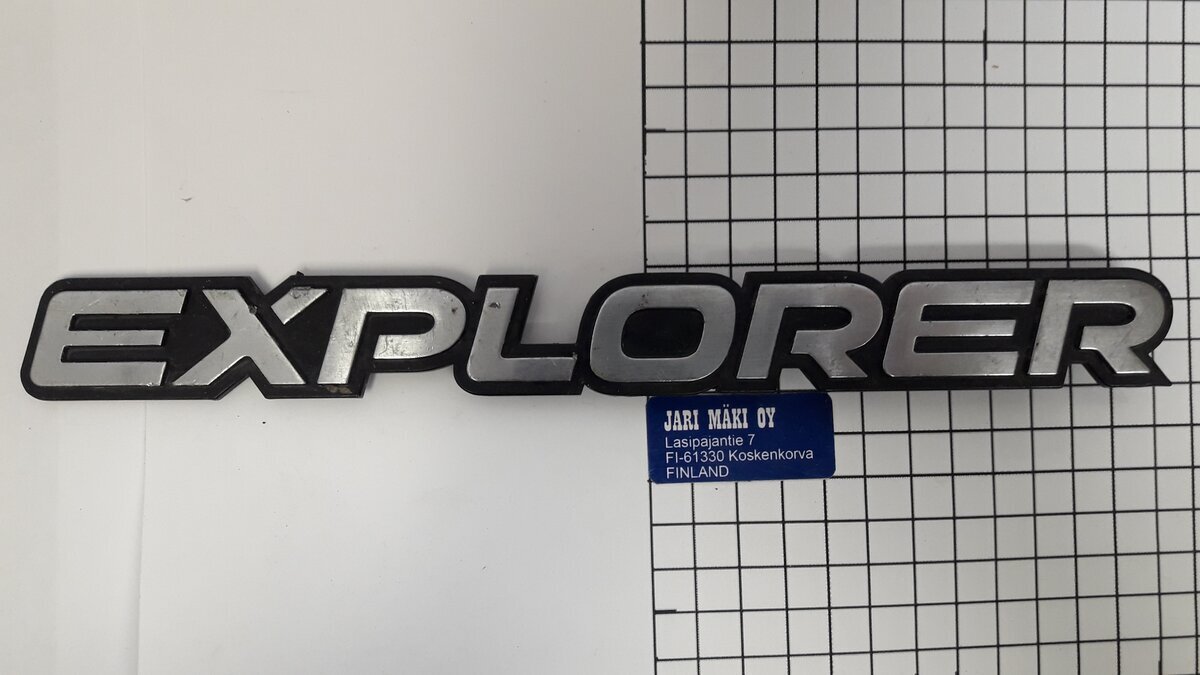 EXPLORER
JARI MÄKI OY
Lasipajantie 7
FI-61330 Koskenkorva
FINLAND